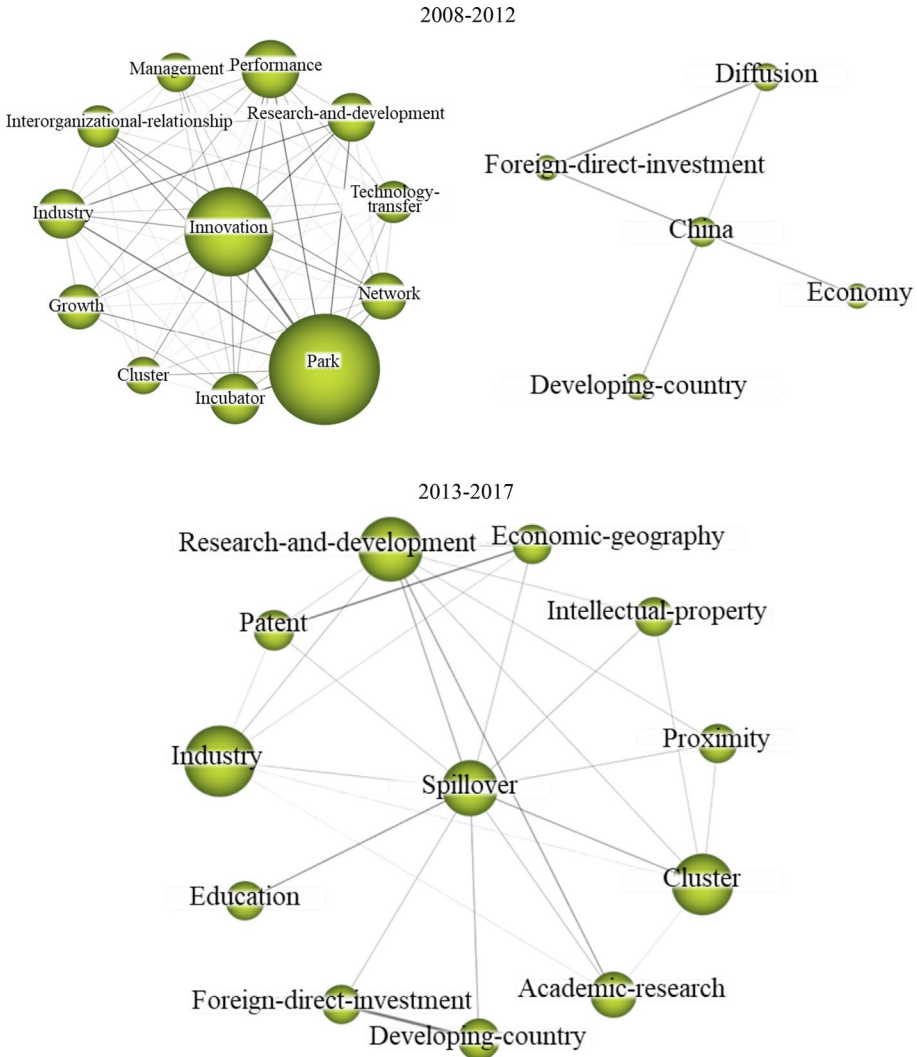 2008-2012
Management
Performance
Interorganizational-relationship
Research-and-development
Industry
Technology-
transfer
Innovation
Growth
Network
Park
Cluster
Incubator
Diffusion
Foreign-direct-investment
China
Economy
Developing-country
2013-2017
Research-and-development
Economic-geography
Patent
Intellectual-property
Industry
Proximity
Spillover
Education
Cluster
Foreign-direct-investment
Academic-research
Developing-country